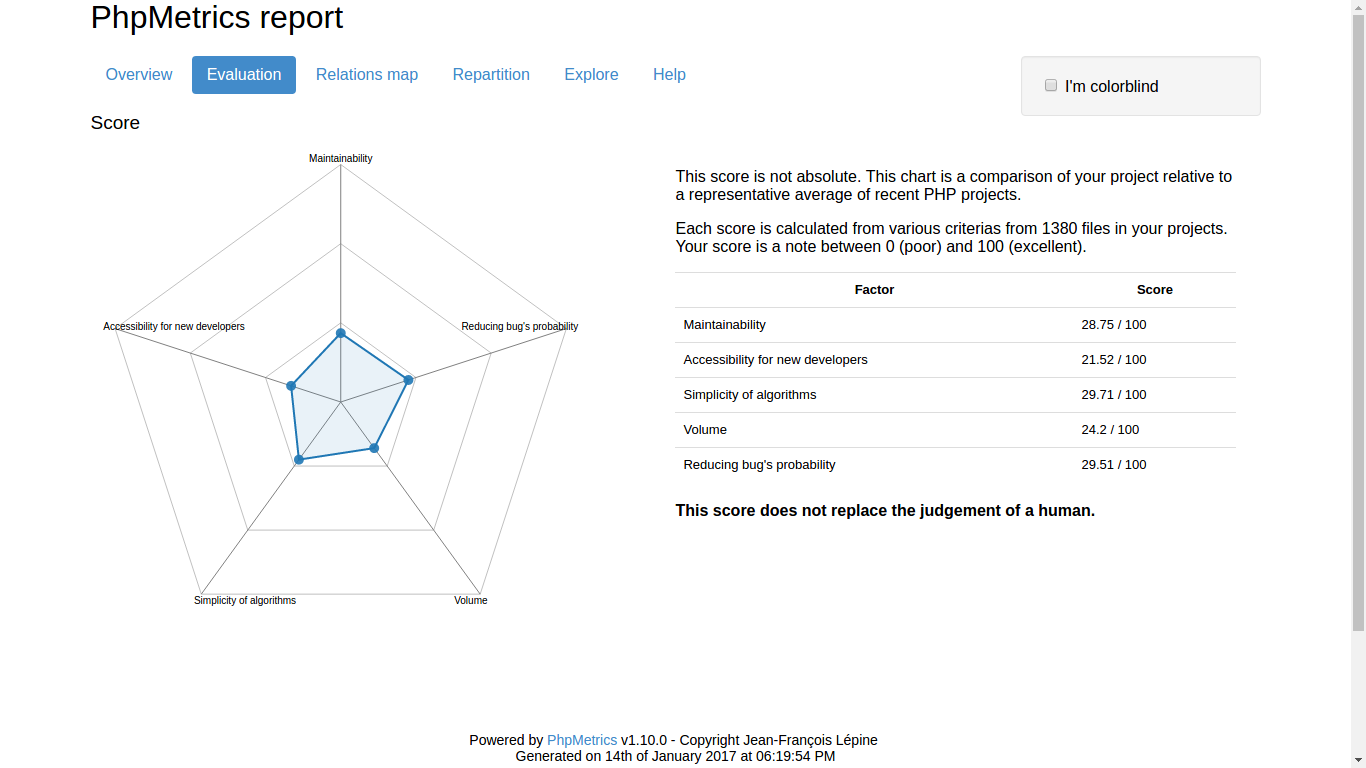 PhpMetrics report
Overview Evaluation Relations map Repartition Explore Help
I'm colorblind
Score
Maintainability
Accessibility for new developers
Reducing bug's probability
Simplicity of algorithms
Volume
This score is not absolute. This chart is a comparison of your project relative to
a representative average of recent PHP projects.
Each score is calculated from various criterias from 1380 files in your projects.
Your score is a note between 0 (poor) and 100 (excellent).
Factor Score
Maintainability 28.75 / 100
Accessibility for new developers 21.52 / 100
Simplicity of algorithms 29.71 / 100
Volume 24.2 / 100
Reducing bug's probability 29.51 / 100
This score does not replace the judgement of a human.
Powered by PhpMetrics v1.10.0 - Copyright Jean-François Lépine
Generated on 14th of January 2017 at 06:19:54 PM